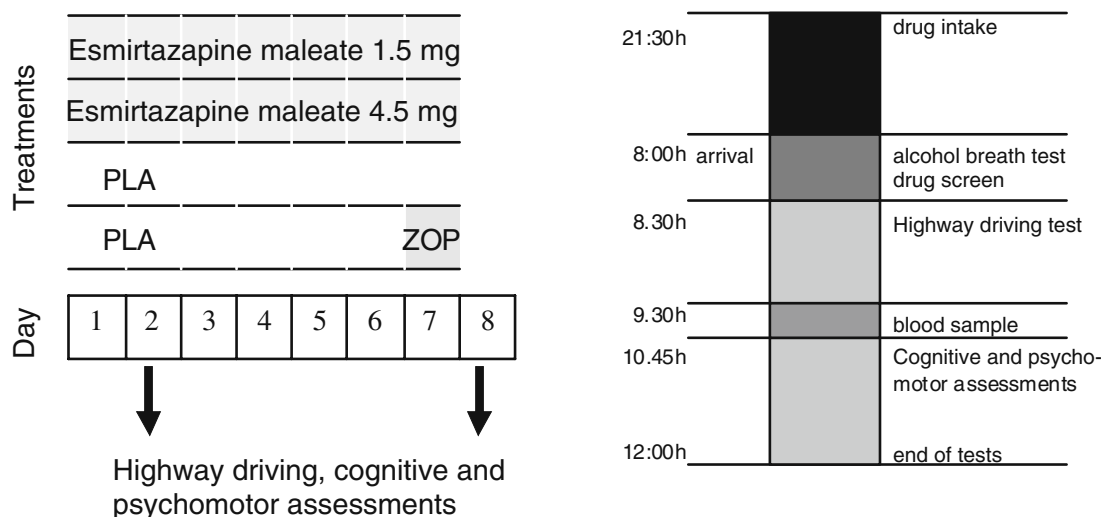 Treatments
Esmirtazapine maleate 1.5 mg
Esmirtazapine maleate 4.5 mg
PLA
PLA ZOP
Day
1 2 3 4 5 6 7 8
Highway driving, cognitive and
psychomotor assessments
21:30h drug intake
8:00h arrival alcohol breath test
drug screen
8.30h Highway driving test
9.30h blood sample
10.45h Cognitive and psycho-
motor assessments
12:00h end of tests